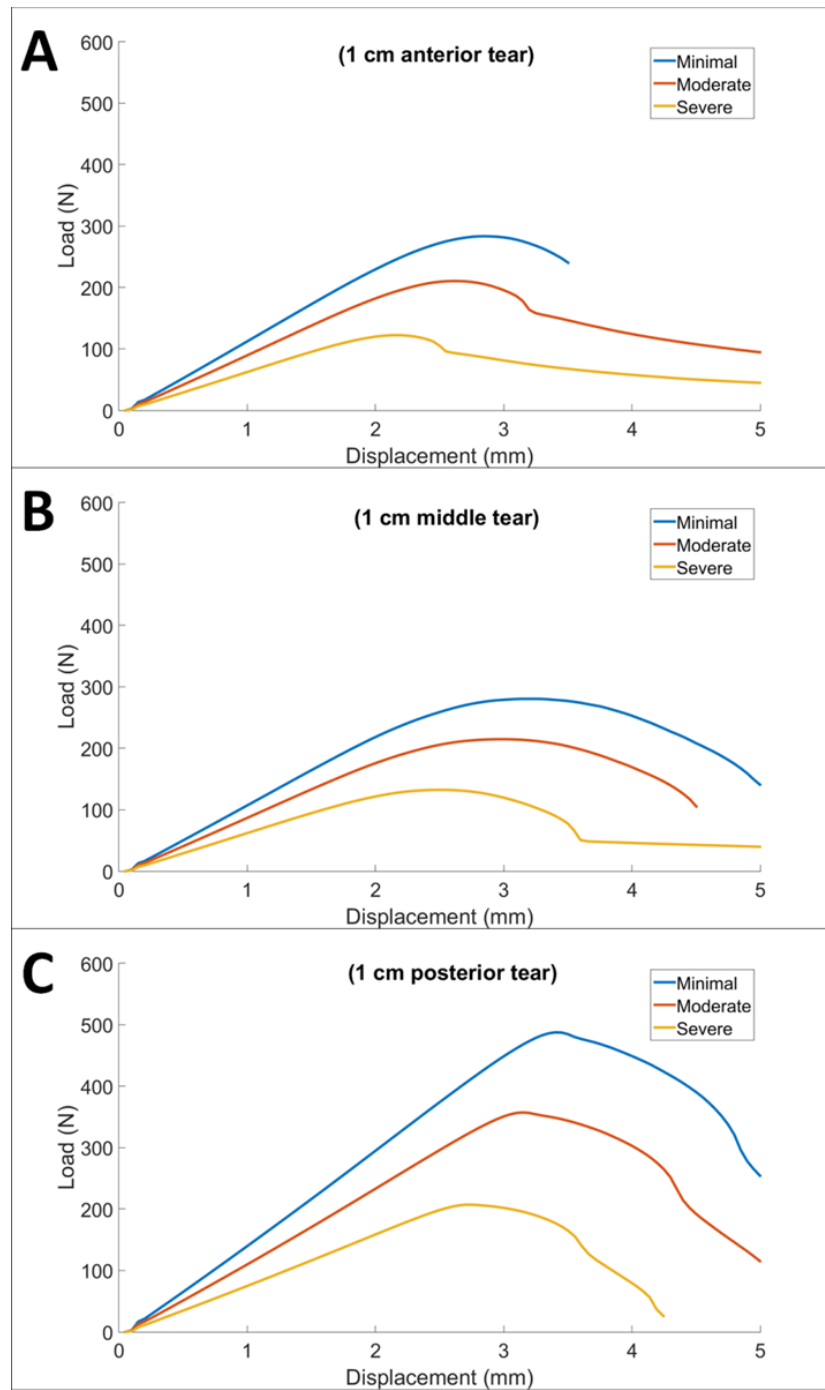 A
(1 cm anterior tear)
Minimal
Moderate
Severe
600
500
400
300
200
100
0
Load (N)
0 1 2 3 4 5
Displacement (mm)
B
(1 cm middle tear)
Minimal
Moderate
Severe
600
500
400
300
200
100
0
Load (N)
0 1 2 3 4 5
Displacement (mm)
C
(1 cm posterior tear)
Minimal
Moderate
Severe
600
500
400
300
200
100
0
Load (N)
0 1 2 3 4 5
Displacement (mm)